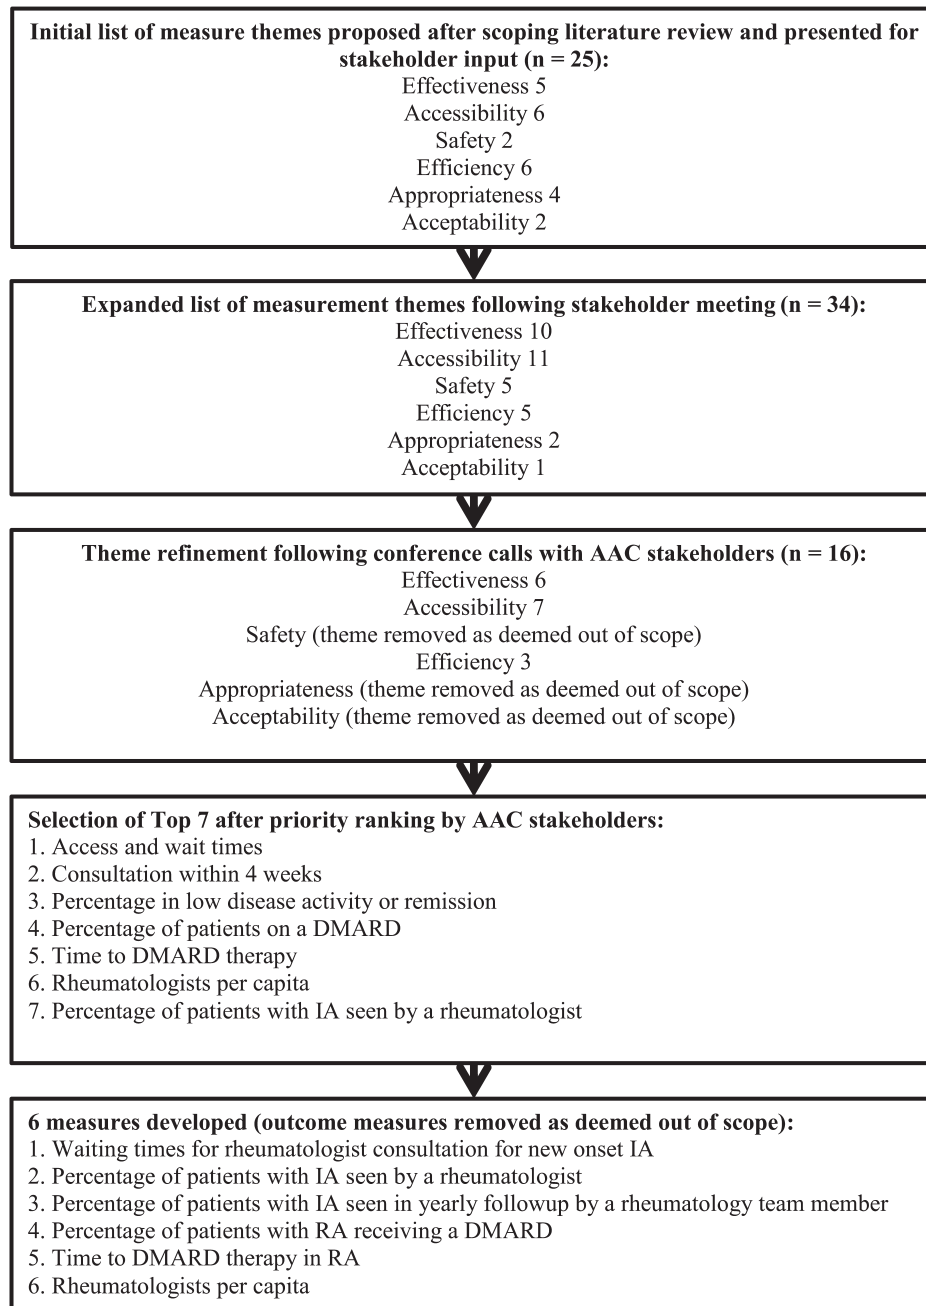 Initial list of measure themes proposed after scoping literature review and presented for
stakeholder input (n = 25):
Effectiveness 5
Accessibility 6
Safety 2
Efficiency 6
Appropriateness 4
Acceptability 2
Expanded list of measurement themes following stakeholder meeting (n = 34):
Effectiveness 10
Accessibility 11
Safety 5
Efficiency 5
Appropriateness 2
Acceptability 1
Theme refinement following conference calls with AAC stakeholders (n = 16):
Effectiveness 6
Accessibility 7
Safety (theme removed as deemed out of scope)
Efficiency 3
Appropriateness (theme removed as deemed out of scope)
Acceptability (theme removed as deemed out of scope)
Selection of Top 7 after priority ranking by AAC stakeholders:
1. Access and wait times
2. Consultation within 4 weeks
3. Percentage in low disease activity or remission
4. Percentage of patients on a DMARD
5. Time to DMARD therapy
6. Rheumatologists per capita
7. Percentage of patients with IA seen by a rheumatologist
6 measures developed (outcome measures removed as deemed out of scope):
1. Waiting times for rheumatologist consultation for new onset IA
2. Percentage of patients with IA seen by a rheumatologist
3. Percentage of patients with IA seen in yearly followup by a rheumatology team member
4. Percentage of patients with RA receiving a DMARD
5. Time to DMARD therapy in RA
6. Rheumatologists per capita